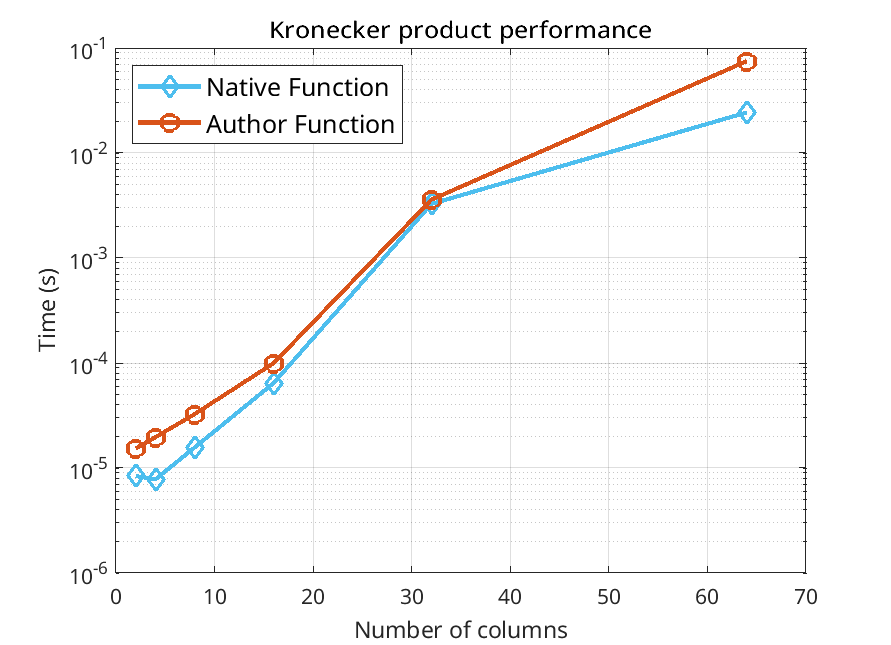 Kronecker product performance
Native Function
Author Function
10-1
10-2
10-3
10-4
10-5
10-6
Time (s)
0 10 20 30 40 50 60 70
Number of columns